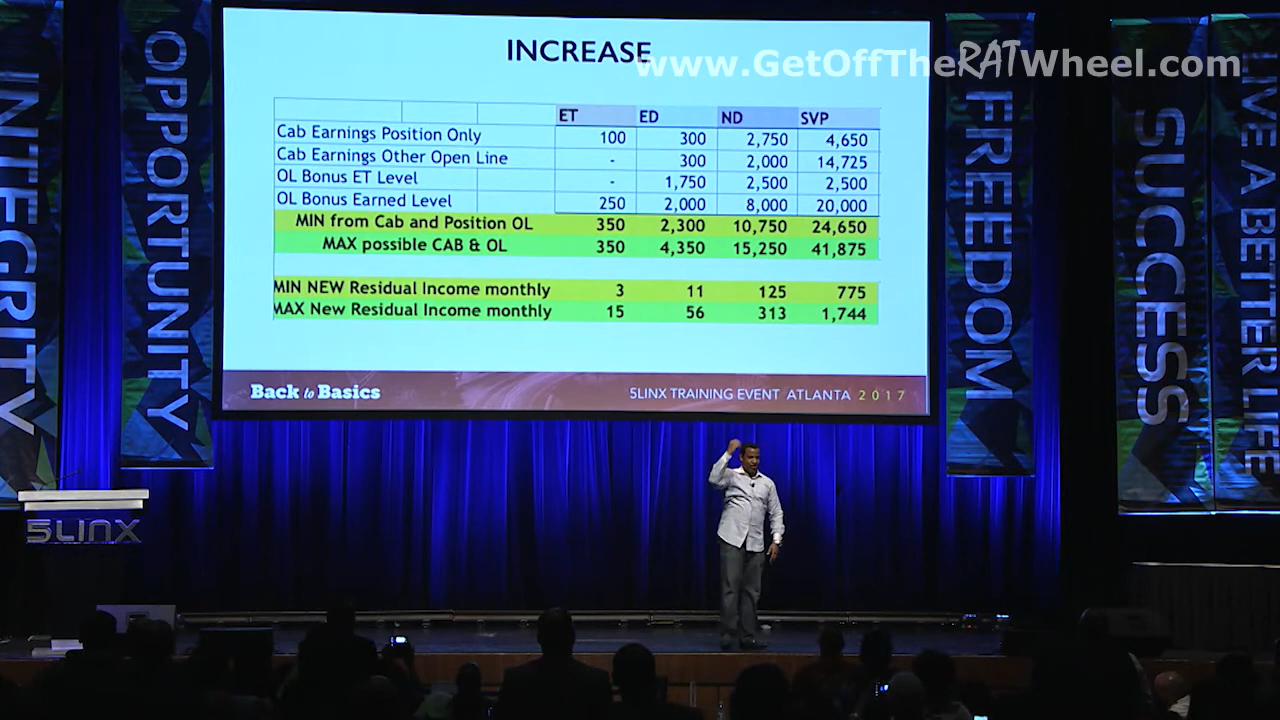 INCREASE
www.GetOffTheRATWheel.com
ET ED ND SVP
Cab Earnings Position Only 100 300 2,750 4,650
Cab Earnings Other Open Line - 300 2,000 14,725
OL Bonus ET Level - 1,750 2,500 2,500
OL Bonus Earned Level 250 2,000 8,000 20,000
MIN from Cab and Position OL 350 2,300 10,750 24,650
MAX possible CAB & OL 350 4,350 15,250 41,875
MIN NEW Residual Income monthly 3 11 125 775
MAX New Residual Income monthly 15 56 313 1,744
Back to Basics
5LINX TRAINING EVENT ATLANTA 2017
INTEGRITY
OPPORTUNITY
FREEDOM
SUCCESS
LIVE A BETTER LIFE
5LINX